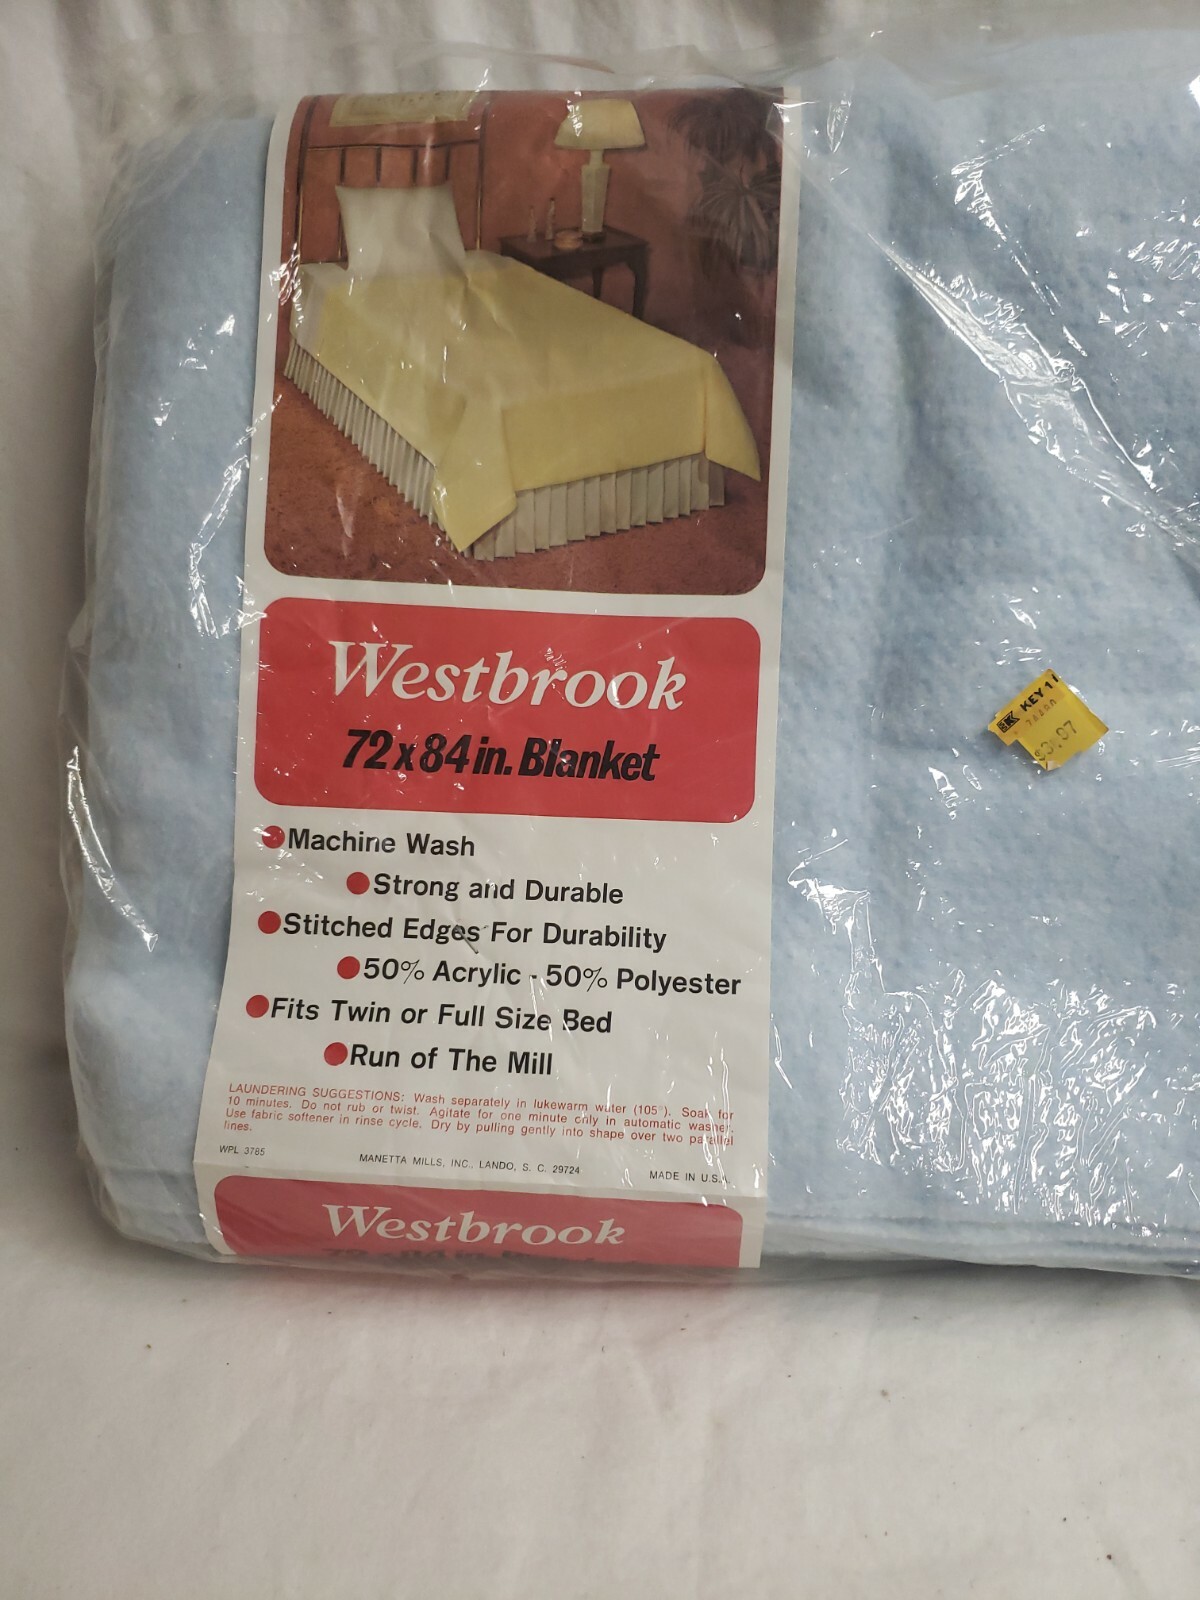 Westbrook
72 x 84 in. Blanket
Machine Wash
Strong and Durable
Stitched Edges For Durability
50% Acrylic - 50% Polyester
Fits Twin or Full Size Bed
Run of The Mill
LAUNDERING SUGGESTIONS: Wash separately in lukewarm water (105°). Soak for
10 minutes. Do not rub or twist. Agitate for one minute only in automatic washer.
Use fabric softener in rinse cycle. Dry by pulling gently into shape over two parallel
lines.
WPL 3785
MANETTA MILLS, INC., LANDO, S. C. 29724
MADE IN U.S.A.
Westbrook
KEY